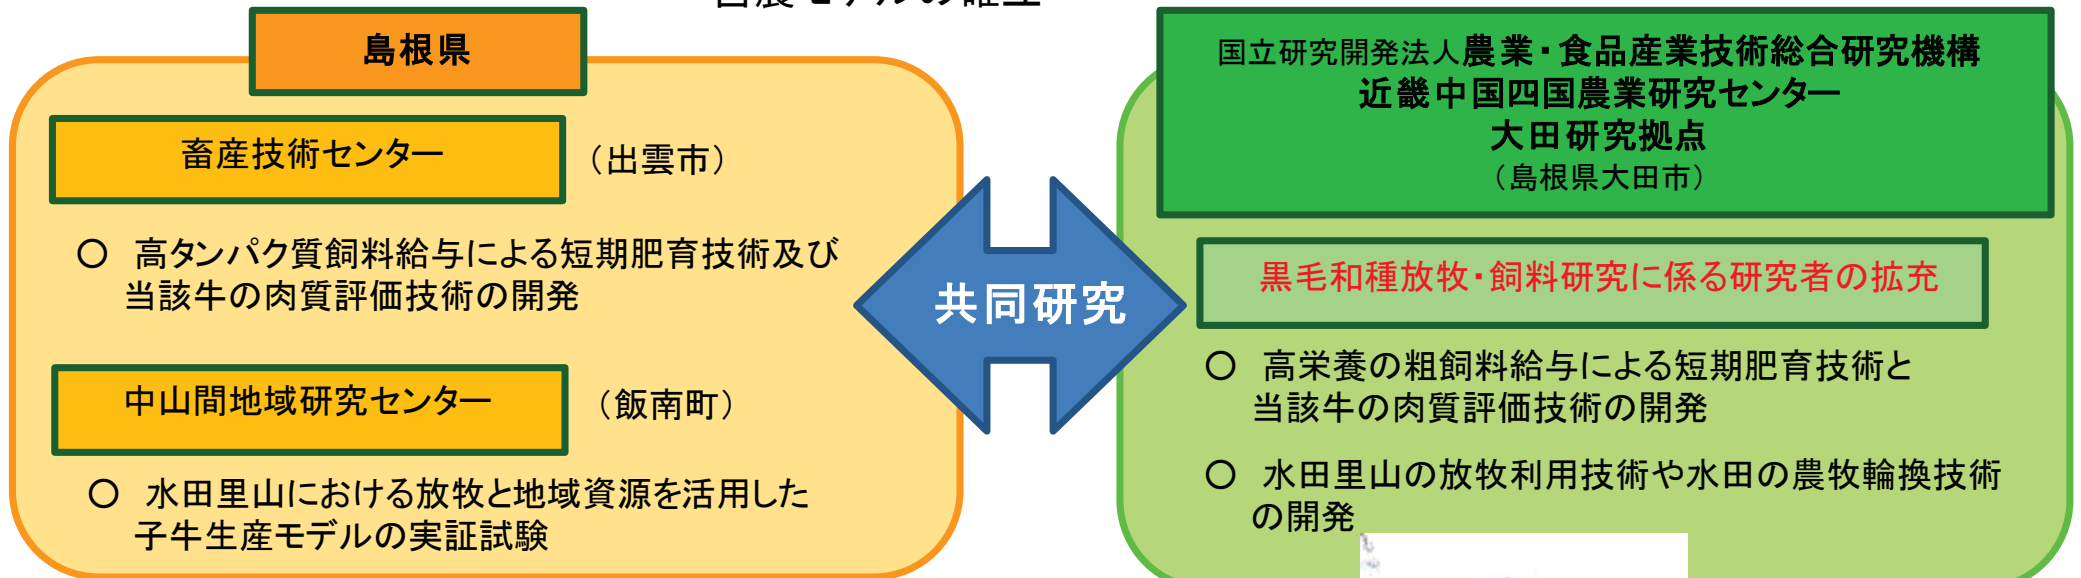 島根県
畜産技術センター
（出雲市）
○ 高タンパク質飼料給与による短期肥育技術及び
当該牛の肉質評価技術の開発
中山間地域研究センター
（飯南町）
○ 水田里山における放牧と地域資源を活用した
子牛生産モデルの実証試験
共同研究
国立研究開発法人農業・食品産業技術総合研究機構
近畿中国四国農業研究センター
大田研究拠点
（島根県大田市）
黒毛和種放牧・飼料研究に係る研究者の拡充
○ 高栄養の粗飼料給与による短期肥育技術と
当該牛の肉質評価技術の開発
○ 水田里山の放牧利用技術や水田の農牧輪換技術
の開発